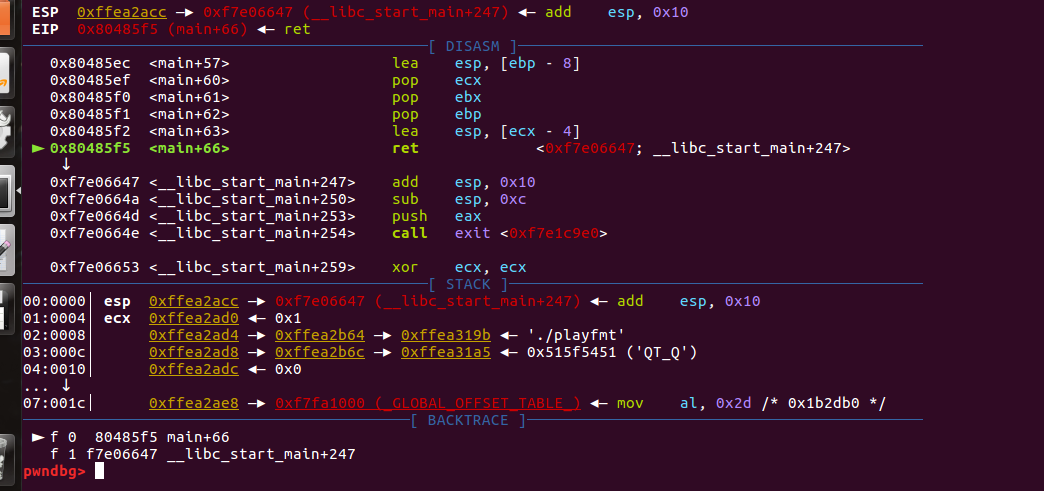 ESP 0xffea2acc —▸ 0xf7e06647 (__libc_start_main+247) ◂— add esp, 0x10
EIP 0x80485f5 (main+66) ◂— ret
[ DISASM ]
0x80485ec <main+57> lea esp, [ebp - 8]
0x80485ef <main+60> pop ecx
0x80485f0 <main+61> pop ebx
0x80485f1 <main+62> pop ebp
0x80485f2 <main+63> lea esp, [ecx - 4]
► 0x80485f5 <main+66> ret <0xf7e06647; __libc_start_main+247>
↓
0xf7e06647 <__libc_start_main+247> add esp, 0x10
0xf7e0664a <__libc_start_main+250> sub esp, 0xc
0xf7e0664d <__libc_start_main+253> push eax
0xf7e0664e <__libc_start_main+254> call exit <0xf7e1c9e0>
0xf7e06653 <__libc_start_main+259> xor ecx, ecx
[ STACK ]
00:0000│ esp 0xffea2acc —▸ 0xf7e06647 (__libc_start_main+247) ◂— add esp, 0x10
01:0004│ ecx 0xffea2ad0 ◂— 0x1
02:0008│ 0xffea2ad4 —▸ 0xffea2b64 —▸ 0xffea319b ◂— './playfmt'
03:000c│ 0xffea2ad8 —▸ 0xffea2b6c —▸ 0xffea31a5 ◂— 0x515f5451 ('QT_Q')
04:0010│ 0xffea2adc ◂— 0x0
... ↓
07:001c│ 0xffea2ae8 —▸ 0xf7fa1000 (_GLOBAL_OFFSET_TABLE_) ◂— mov al, 0x2d /* 0x1b2db0 */
[ BACKTRACE ]
► f 0 80485f5 main+66
f 1 f7e06647 __libc_start_main+247
pwndbg>